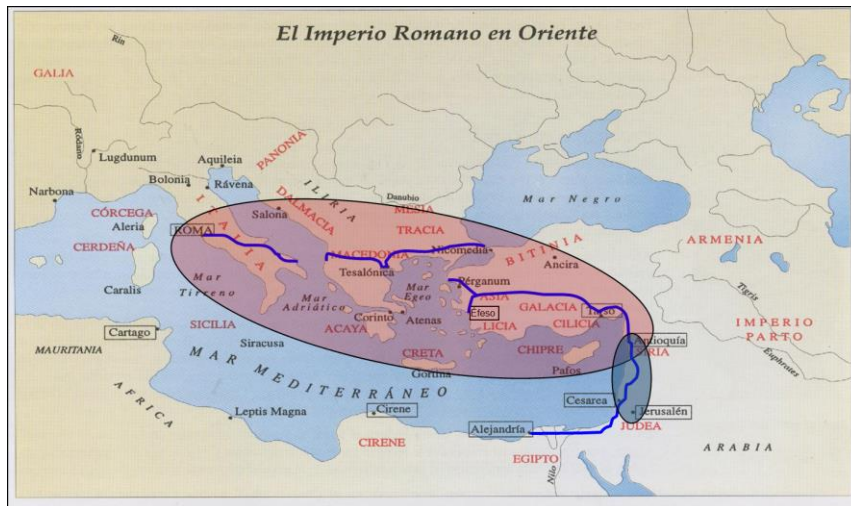 El Imperio Romano en Oriente
Rin
GALIA
Ródano
Lugdunum
Narbona
Aquileia
Bolonia
Rávena
PANONIA
ILIRIA
DALMACIA
Salona
Danubio
MESIA
TRACIA
Mar Negro
CÓRCEGA
Aleria
CERDEÑA
Caralis
ROMA
ITALIA
Mar
Tirreno
MACEDONIA
Tesalónica
Nicomedia
BITINIA
Ancira
ARMENIA
Pérganum
Mar
Egeo
ASIA
Mar
Adriático
Efeso
GALACIA
Tarso
CILICIA
LICIA
Corinto
Atenas
ACAYA
SICILIA
Siracusa
Tigris
IMPERIO
PARTO
Euphrates
Antioquía
SIRIA
CHIPRE
Pafos
CRETA
Gortina
Cartago
MAURITANIA
MAR MEDITERRÁNEO
AFRICA
Leptis Magna
Cirene
CIRENE
Cesarea
Jerusalén
JUDEA
Alejandría
EGIPTO
Nilo
ARABIA